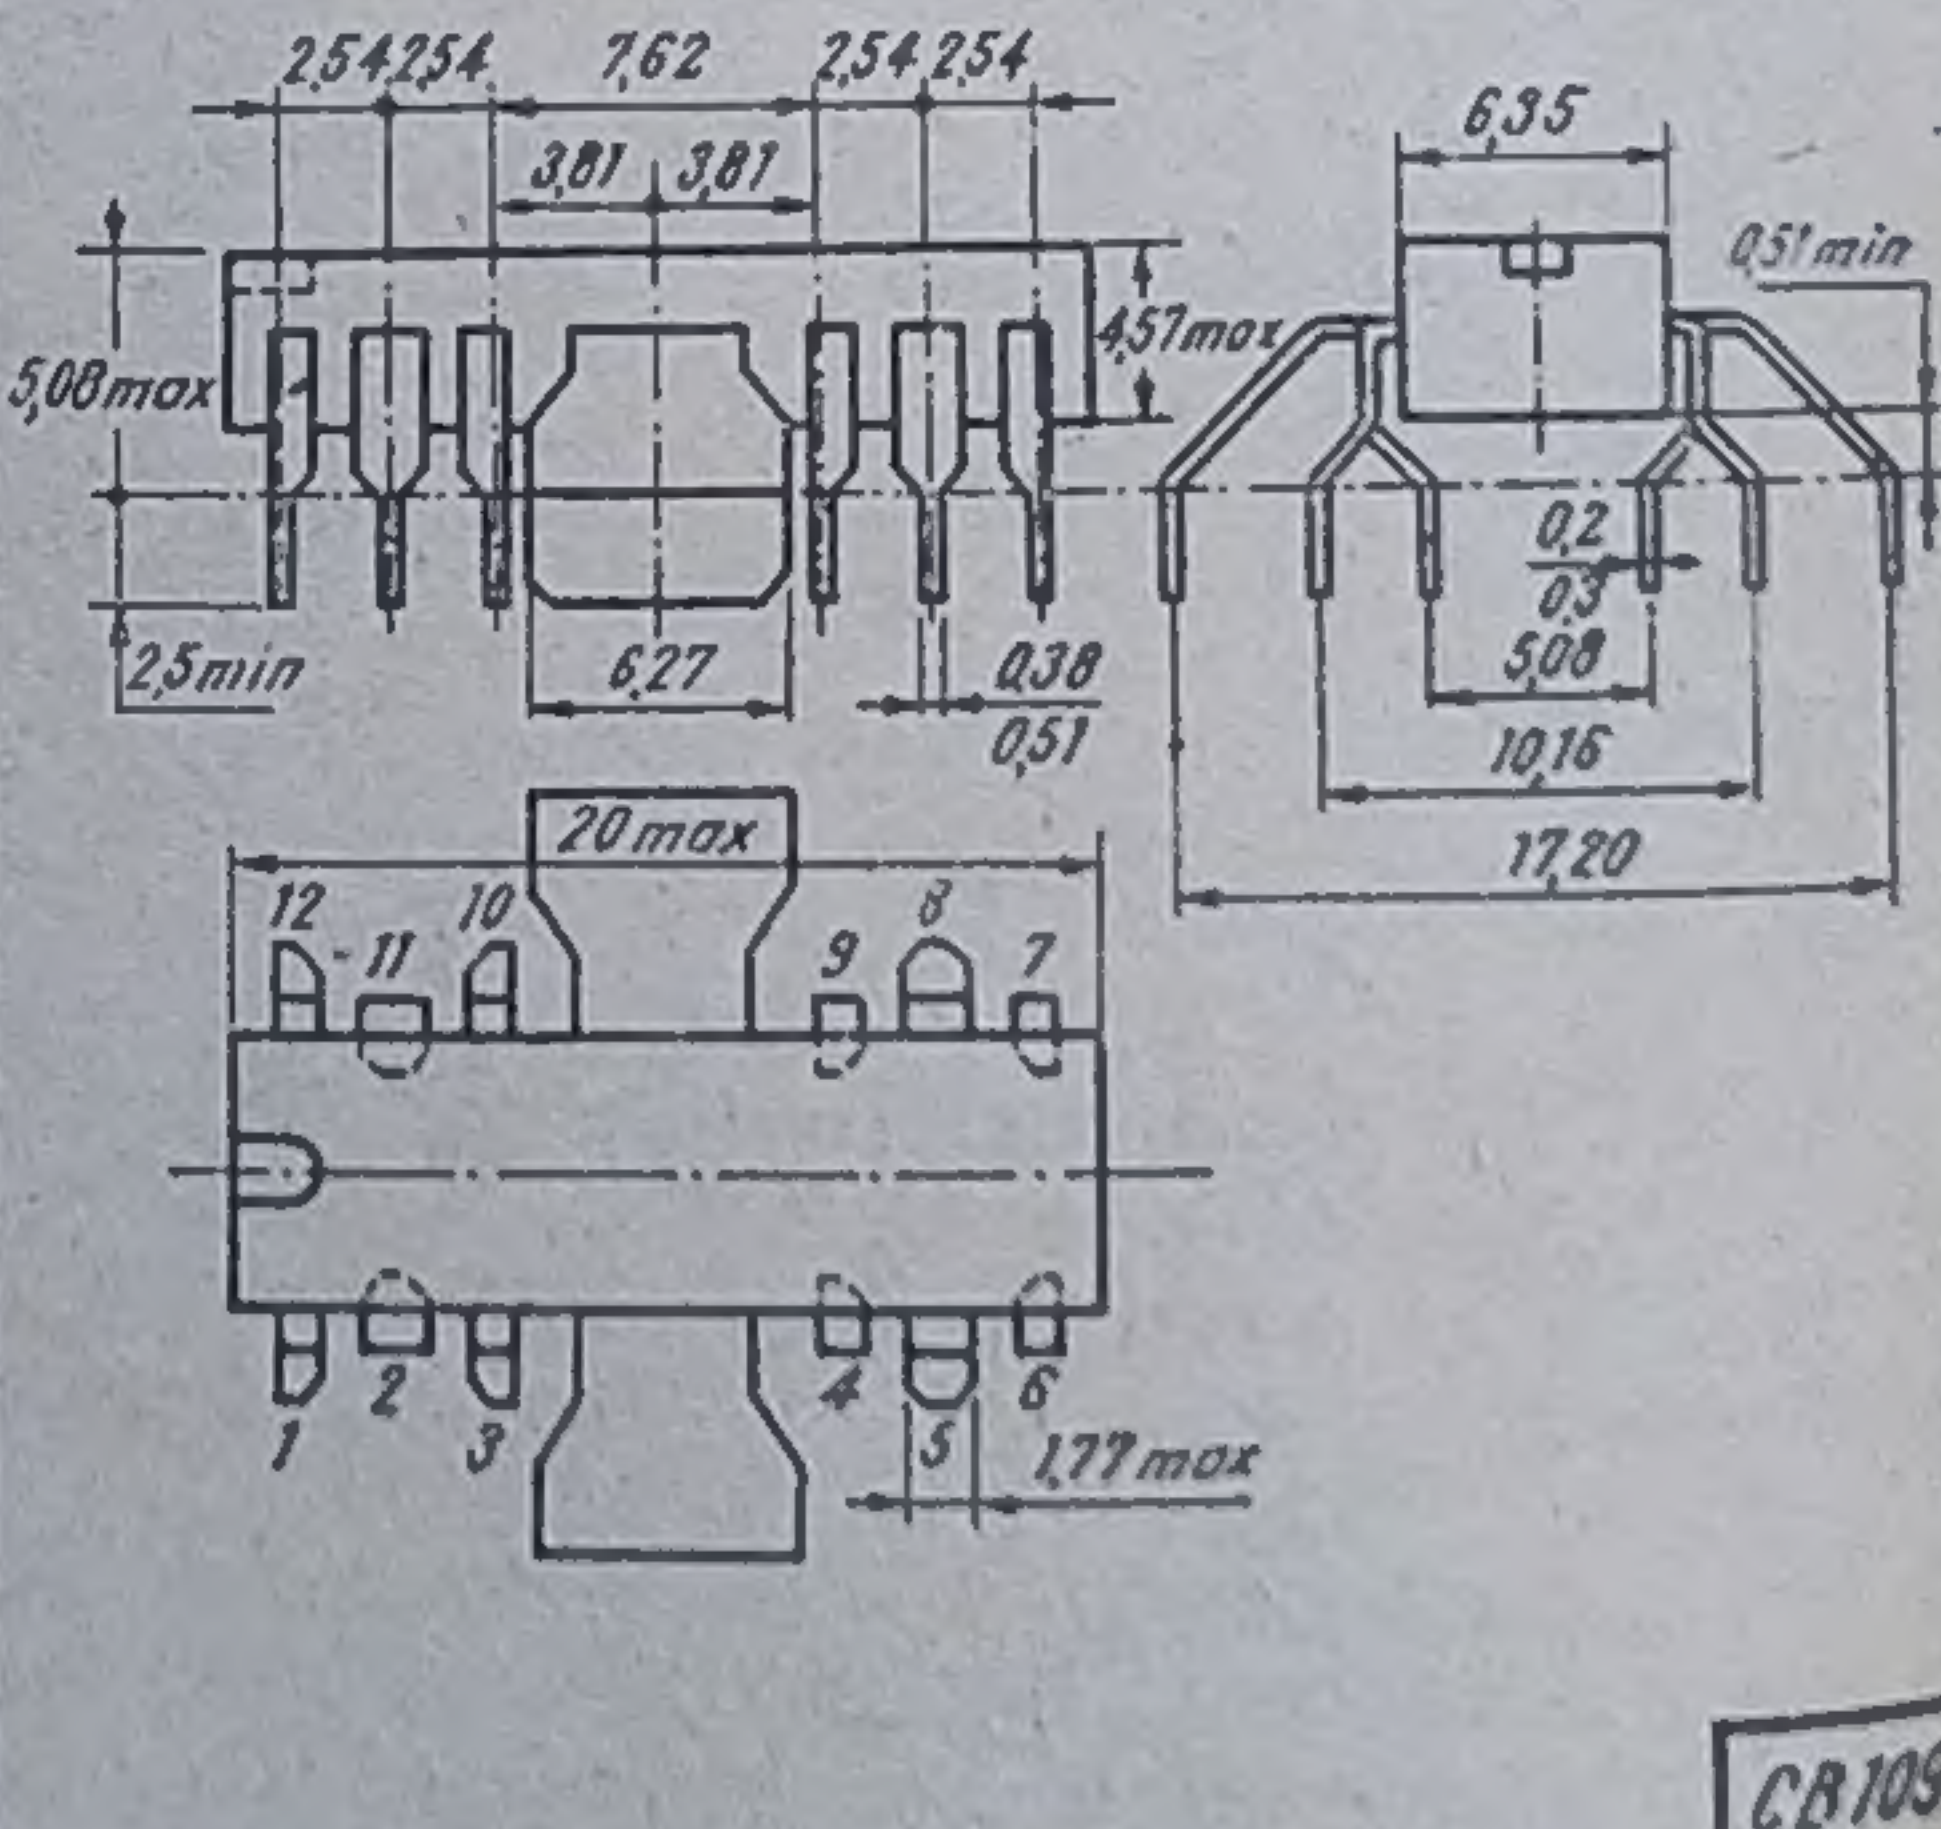 2,54 2,54 7,62 2,54 2,54
3,81 3,81
6,35
0,51 min
5,08 max
4,57 max
2,5 min
6,27
0,38
0,51
0,2
0,3
5,08
10,16
17,20
20 max
12 11 10 9 8 7
1 2 3 4 5 6
1,77 max
CB109